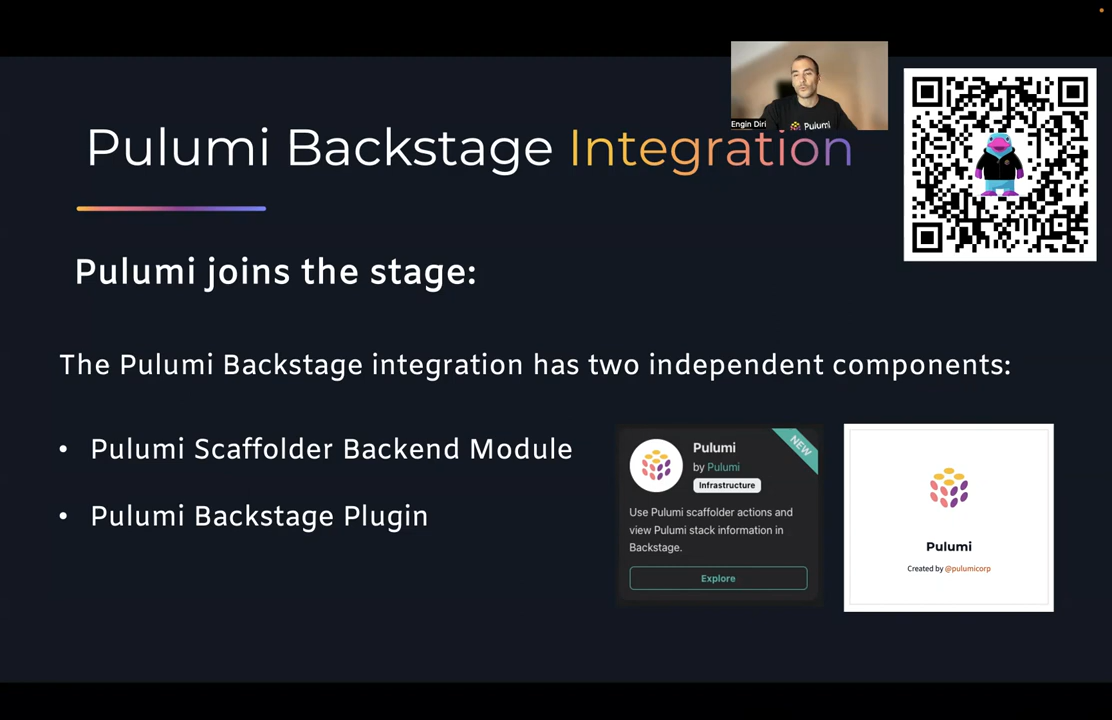 Engin Diri
Pulumi
Pulumi Backstage Integration
Pulumi joins the stage:
The Pulumi Backstage integration has two independent components:
• Pulumi Scaffolder Backend Module
• Pulumi Backstage Plugin
Pulumi
by Pulumi
Infrastructure
NEW
Use Pulumi scaffolder actions and
view Pulumi stack information in
Backstage.
Explore
Pulumi
Created by @pulumicorp